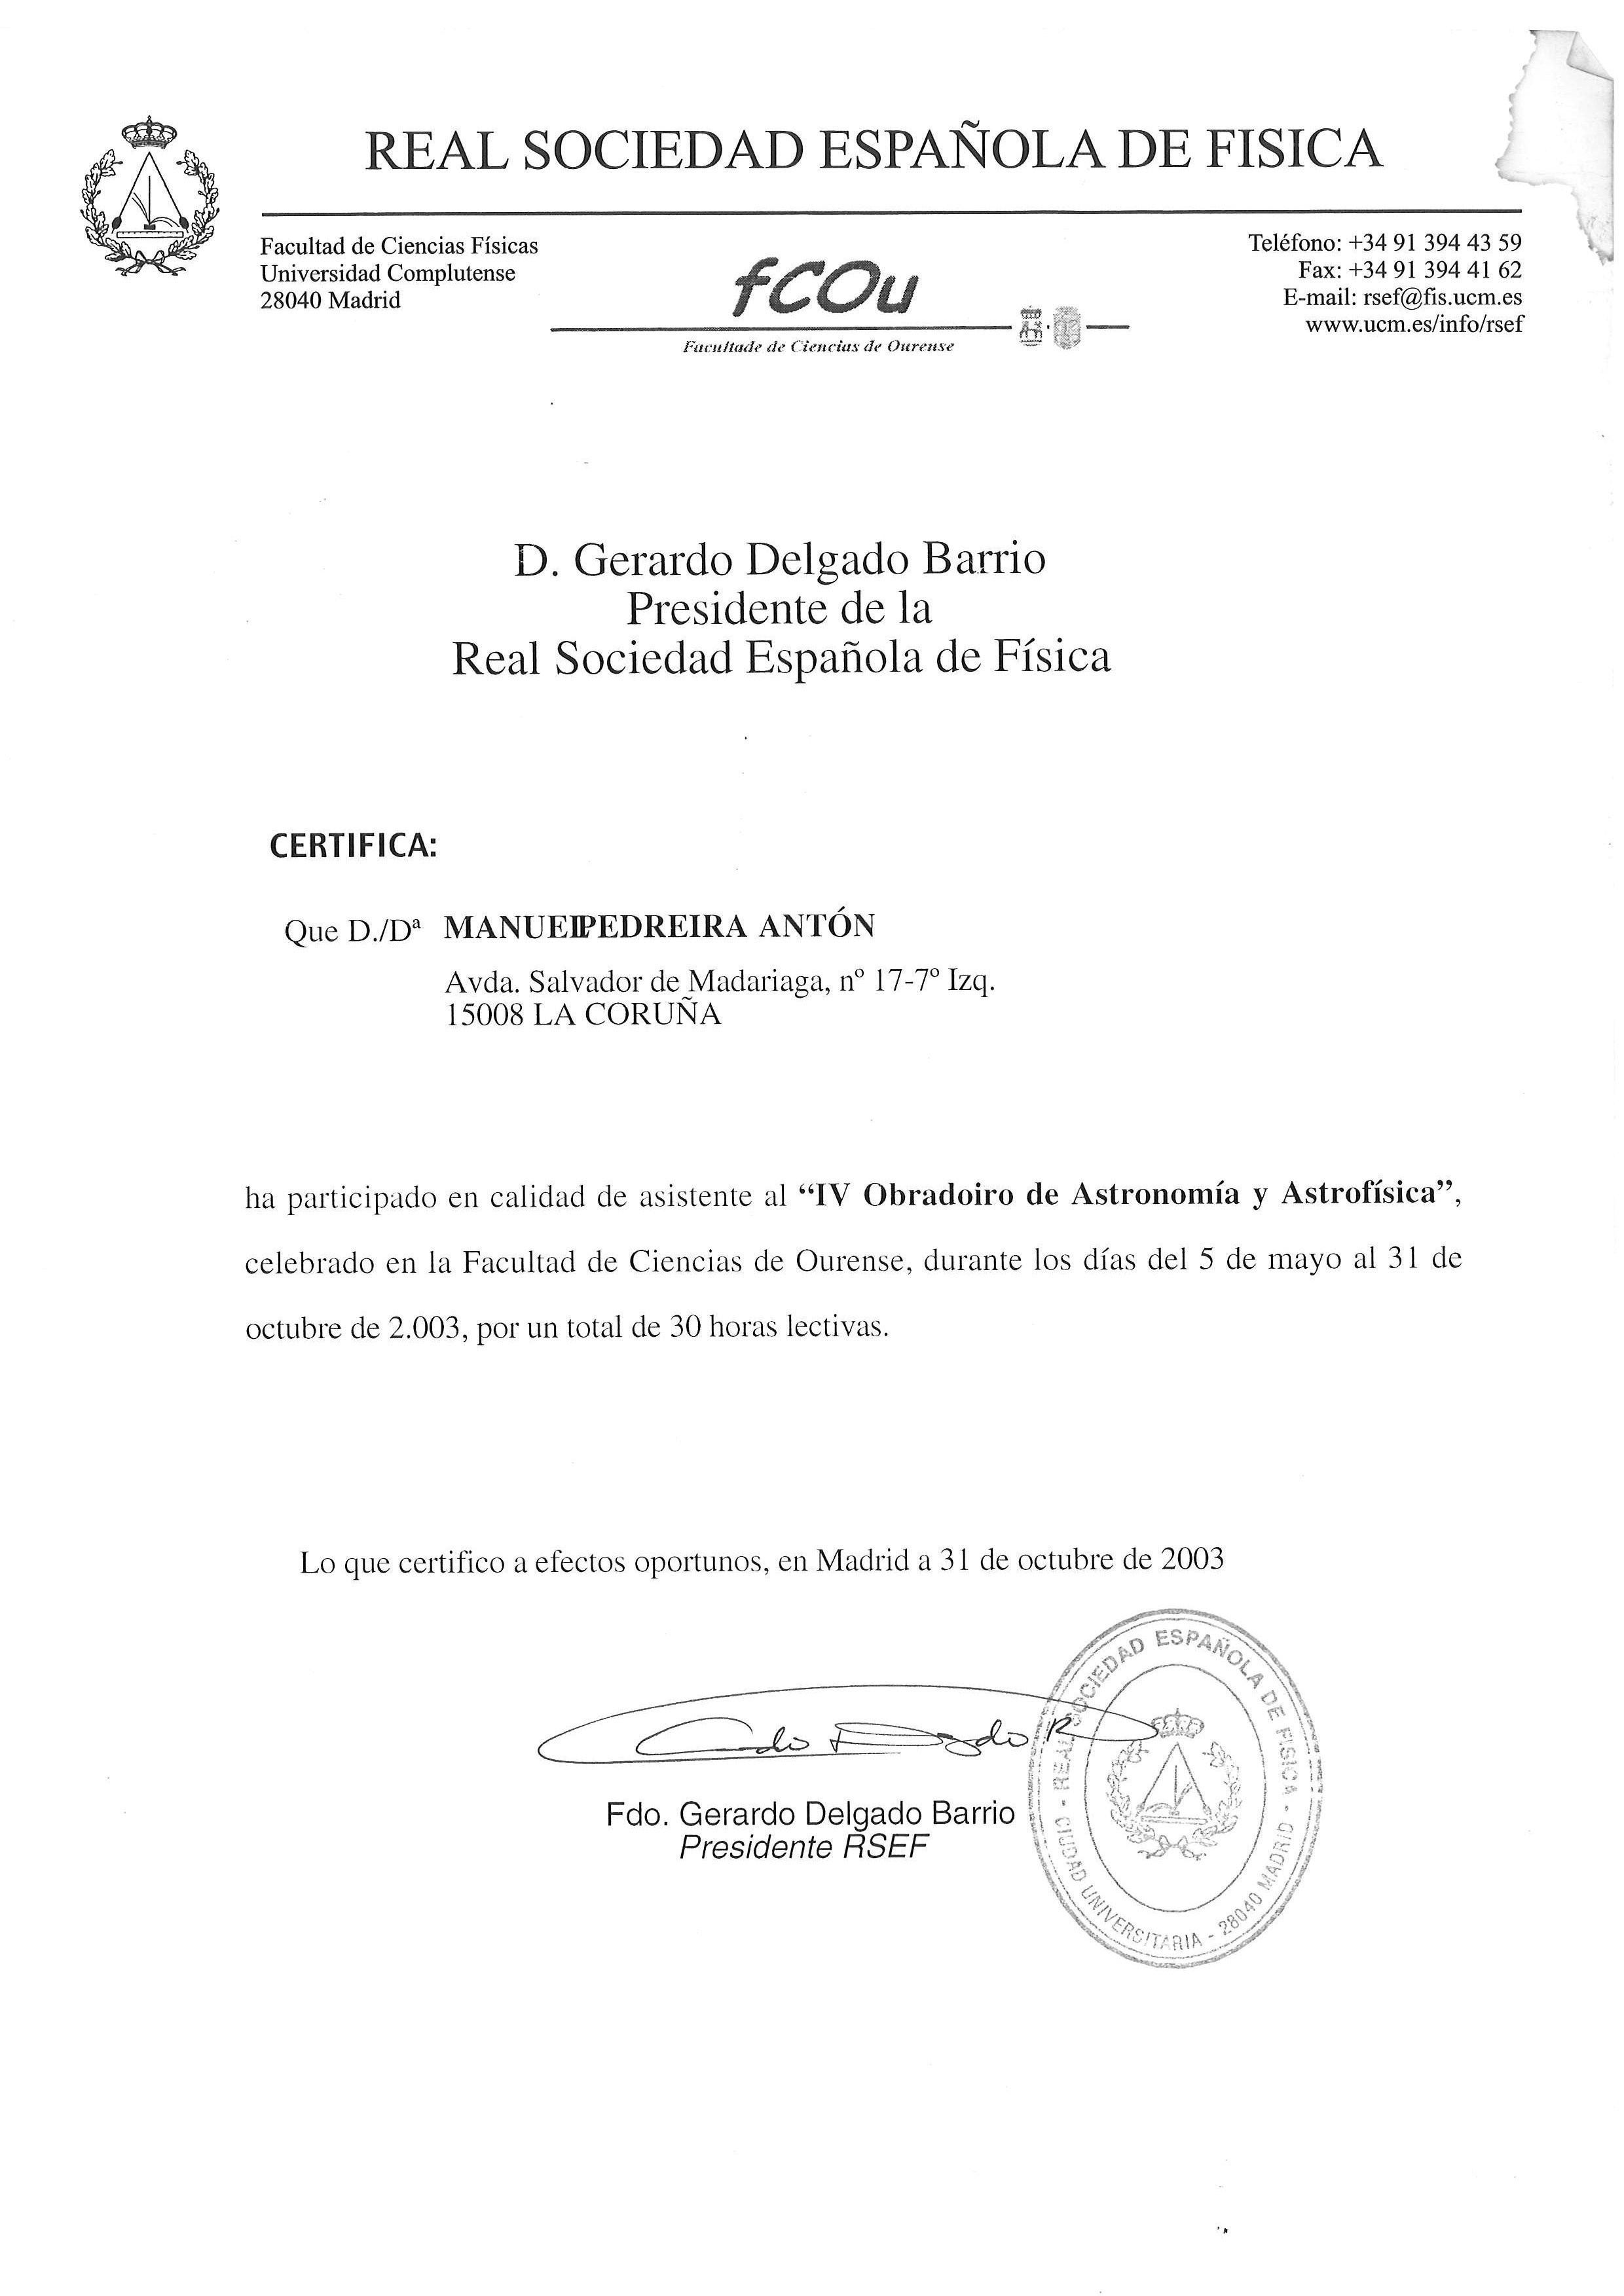 REAL SOCIEDAD ESPAÑOLA DE FISICA
Facultad de Ciencias Físicas
Universidad Complutense
28040 Madrid
fCOu
Facultade de Ciencias de Ourense
Teléfono: +34 91 394 43 59
Fax: +34 91 394 41 62
E-mail: rsef@fis.ucm.es
www.ucm.es/info/rsef
D. Gerardo Delgado Barrio
Presidente de la
Real Sociedad Española de Física
CERTIFICA:
Que D./Dª MANUEL PEDREIRA ANTÓN
Avda. Salvador de Madariaga, nº 17-7º Izq.
15008 LA CORUÑA
ha participado en calidad de asistente al “IV Obradoiro de Astronomía y Astrofísica”,
celebrado en la Facultad de Ciencias de Ourense, durante los días del 5 de mayo al 31 de
octubre de 2.003, por un total de 30 horas lectivas.
Lo que certifico a efectos oportunos, en Madrid a 31 de octubre de 2003
Fdo. Gerardo Delgado Barrio
Presidente RSEF
- REAL SOCIEDAD ESPAÑOLA DE FISICA -
CIUDAD UNIVERSITARIA - 28040 MADRID